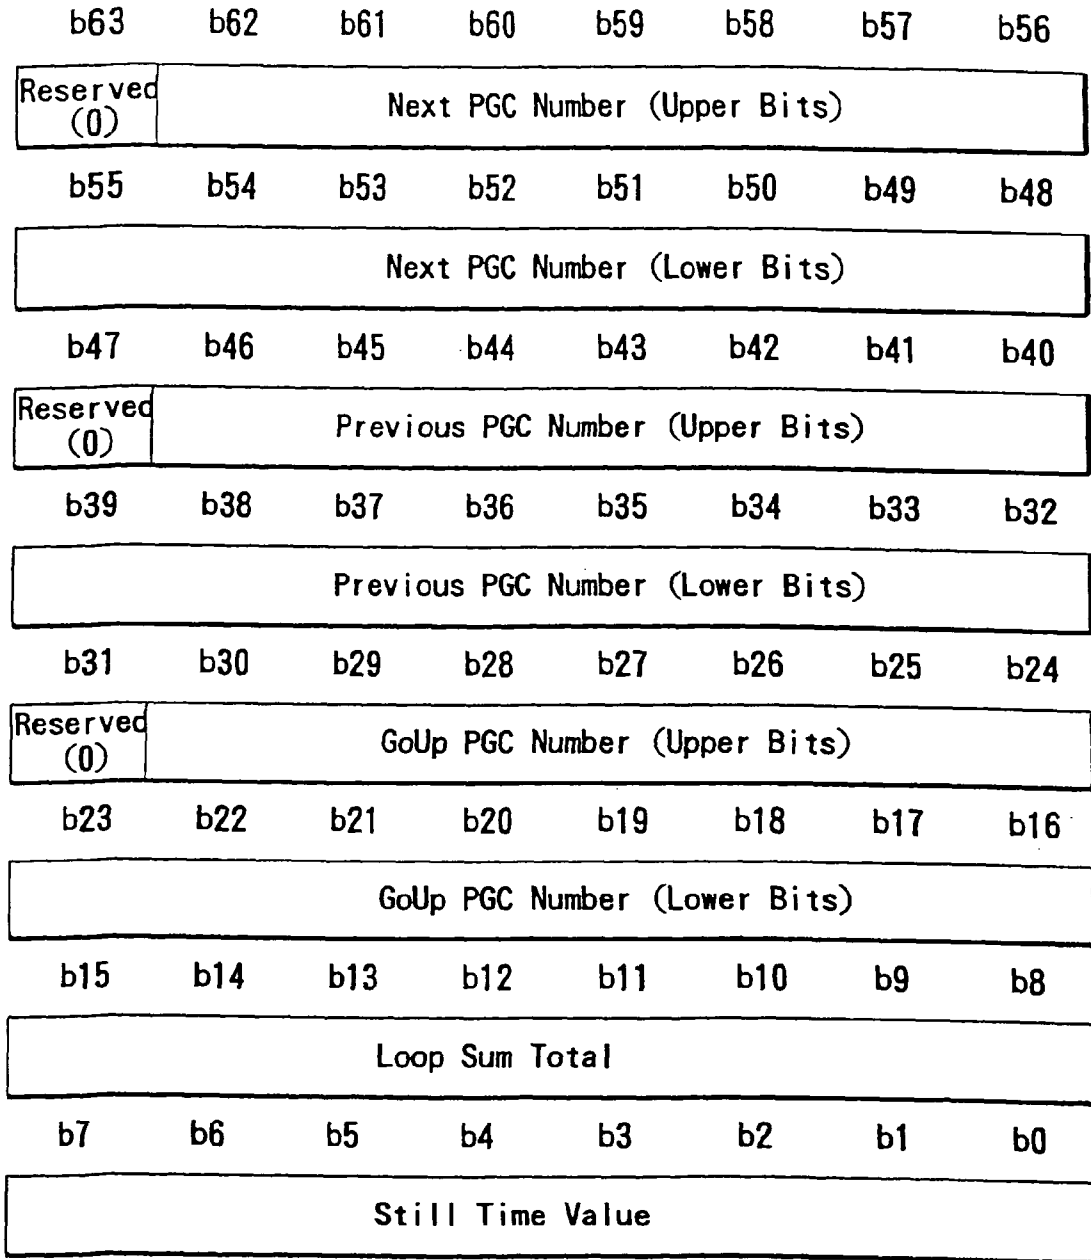 b63 b62 b61 b60 b59 b58 b57 b56
Reserved
(0)
Next PGC Number (Upper Bits)
b55 b54 b53 b52 b51 b50 b49 b48
Next PGC Number (Lower Bits)
b47 b46 b45 b44 b43 b42 b41 b40
Reserved
(0)
Previous PGC Number (Upper Bits)
b39 b38 b37 b36 b35 b34 b33 b32
Previous PGC Number (Lower Bits)
b31 b30 b29 b28 b27 b26 b25 b24
Reserved
(0)
GoUp PGC Number (Upper Bits)
b23 b22 b21 b20 b19 b18 b17 b16
GoUp PGC Number (Lower Bits)
b15 b14 b13 b12 b11 b10 b9 b8
Loop Sum Total
b7 b6 b5 b4 b3 b2 b1 b0
Still Time Value